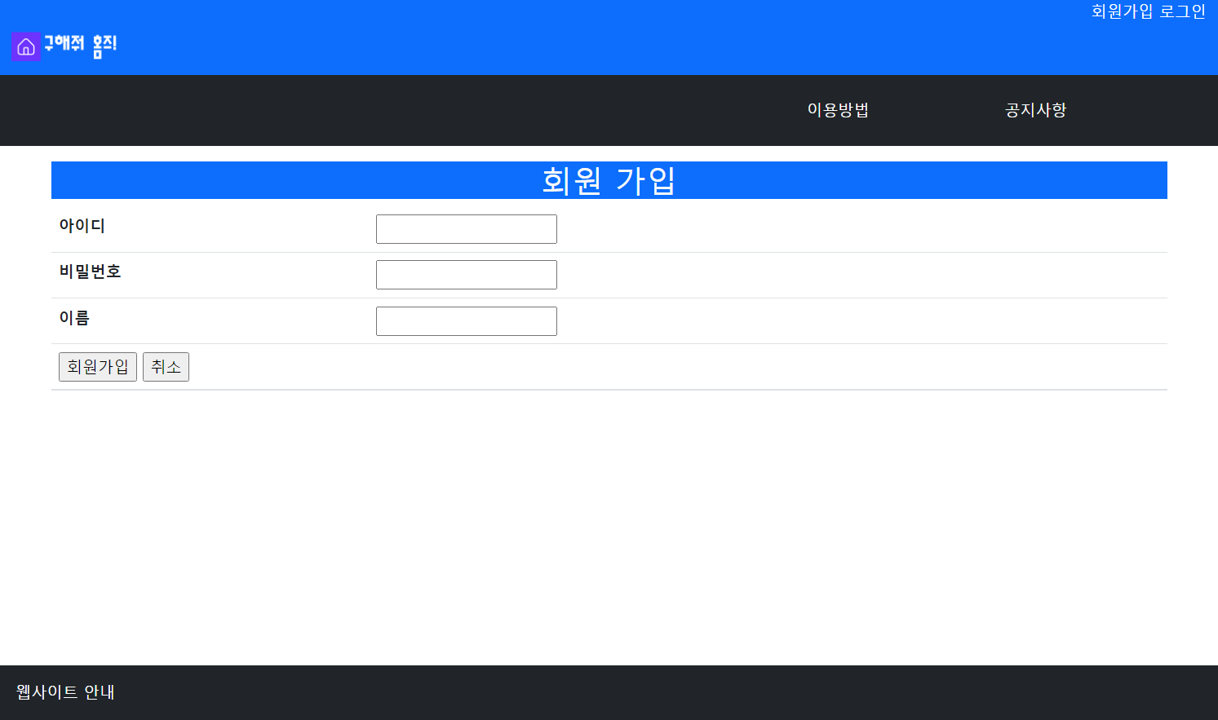 회원가입 로그인
구해줘 홈즈!
이용방법 공지사항
회원 가입
아이디
비밀번호
이름
회원가입 취소
웹사이트 안내